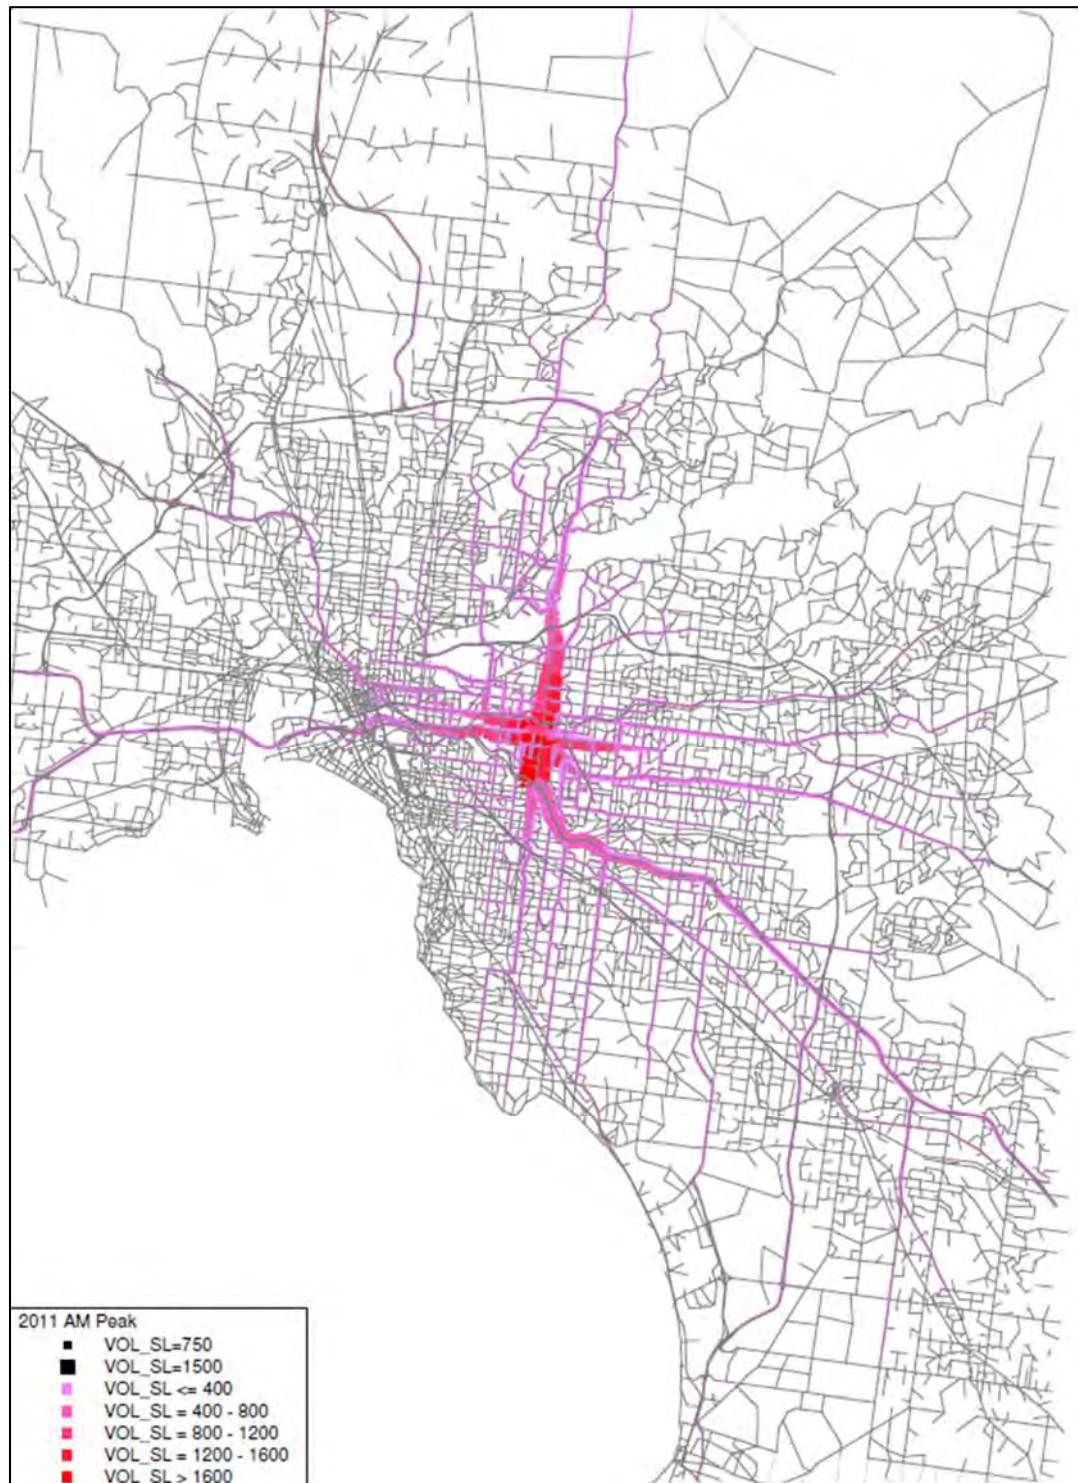 2011 AM Peak
VOL_SL=750
VOL_SL=1500
VOL_SL <= 400
VOL_SL = 400 - 800
VOL_SL = 800 - 1200
VOL_SL = 1200 - 1600
VOL_SL > 1600